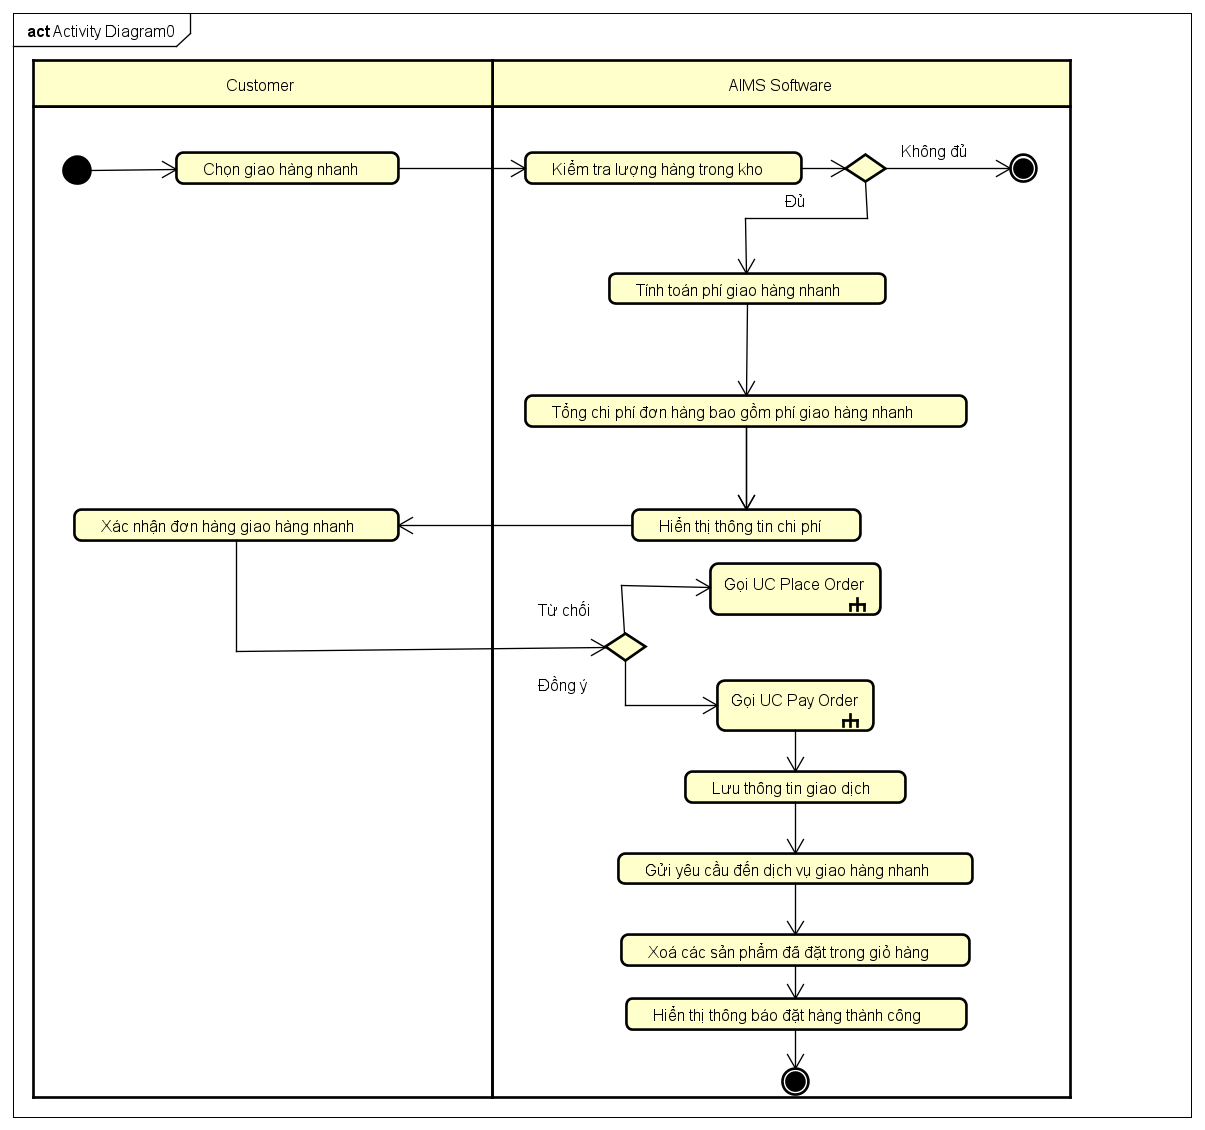 act Activity Diagram0
Customer
AIMS Software
Chọn giao hàng nhanh
Kiểm tra lượng hàng trong kho
Không đủ
Đủ
Tính toán phí giao hàng nhanh
Tổng chi phí đơn hàng bao gồm phí giao hàng nhanh
Xác nhận đơn hàng giao hàng nhanh
Hiển thị thông tin chi phí
Gọi UC Place Order
Từ chối
Đồng ý
Gọi UC Pay Order
Lưu thông tin giao dịch
Gửi yêu cầu đến dịch vụ giao hàng nhanh
Xoá các sản phẩm đã đặt trong giỏ hàng
Hiển thị thông báo đặt hàng thành công